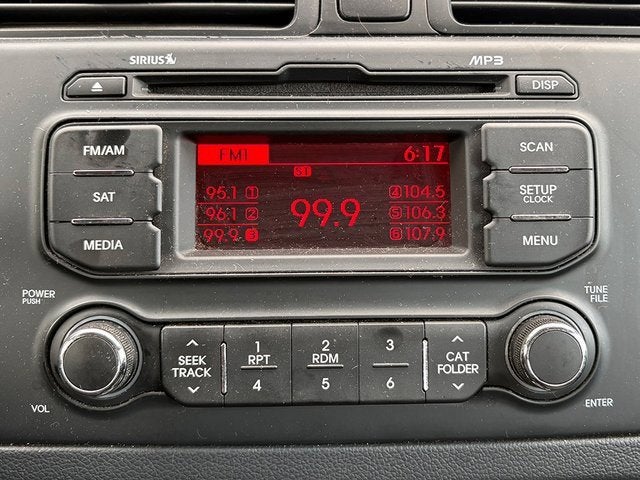 SIRIUS
MP3
DISP
FM/AM
SAT
MEDIA
FM1 6:17
ST
95.1 1 4 104.5
96.1 2 99.9 5 106.3
99.9 3 6 107.9
SCAN
SETUP
CLOCK
MENU
POWER
PUSH
VOL
SEEK
TRACK
1
RPT
4
2
RDM
5
3
6
CAT
FOLDER
TUNE
FILE
ENTER